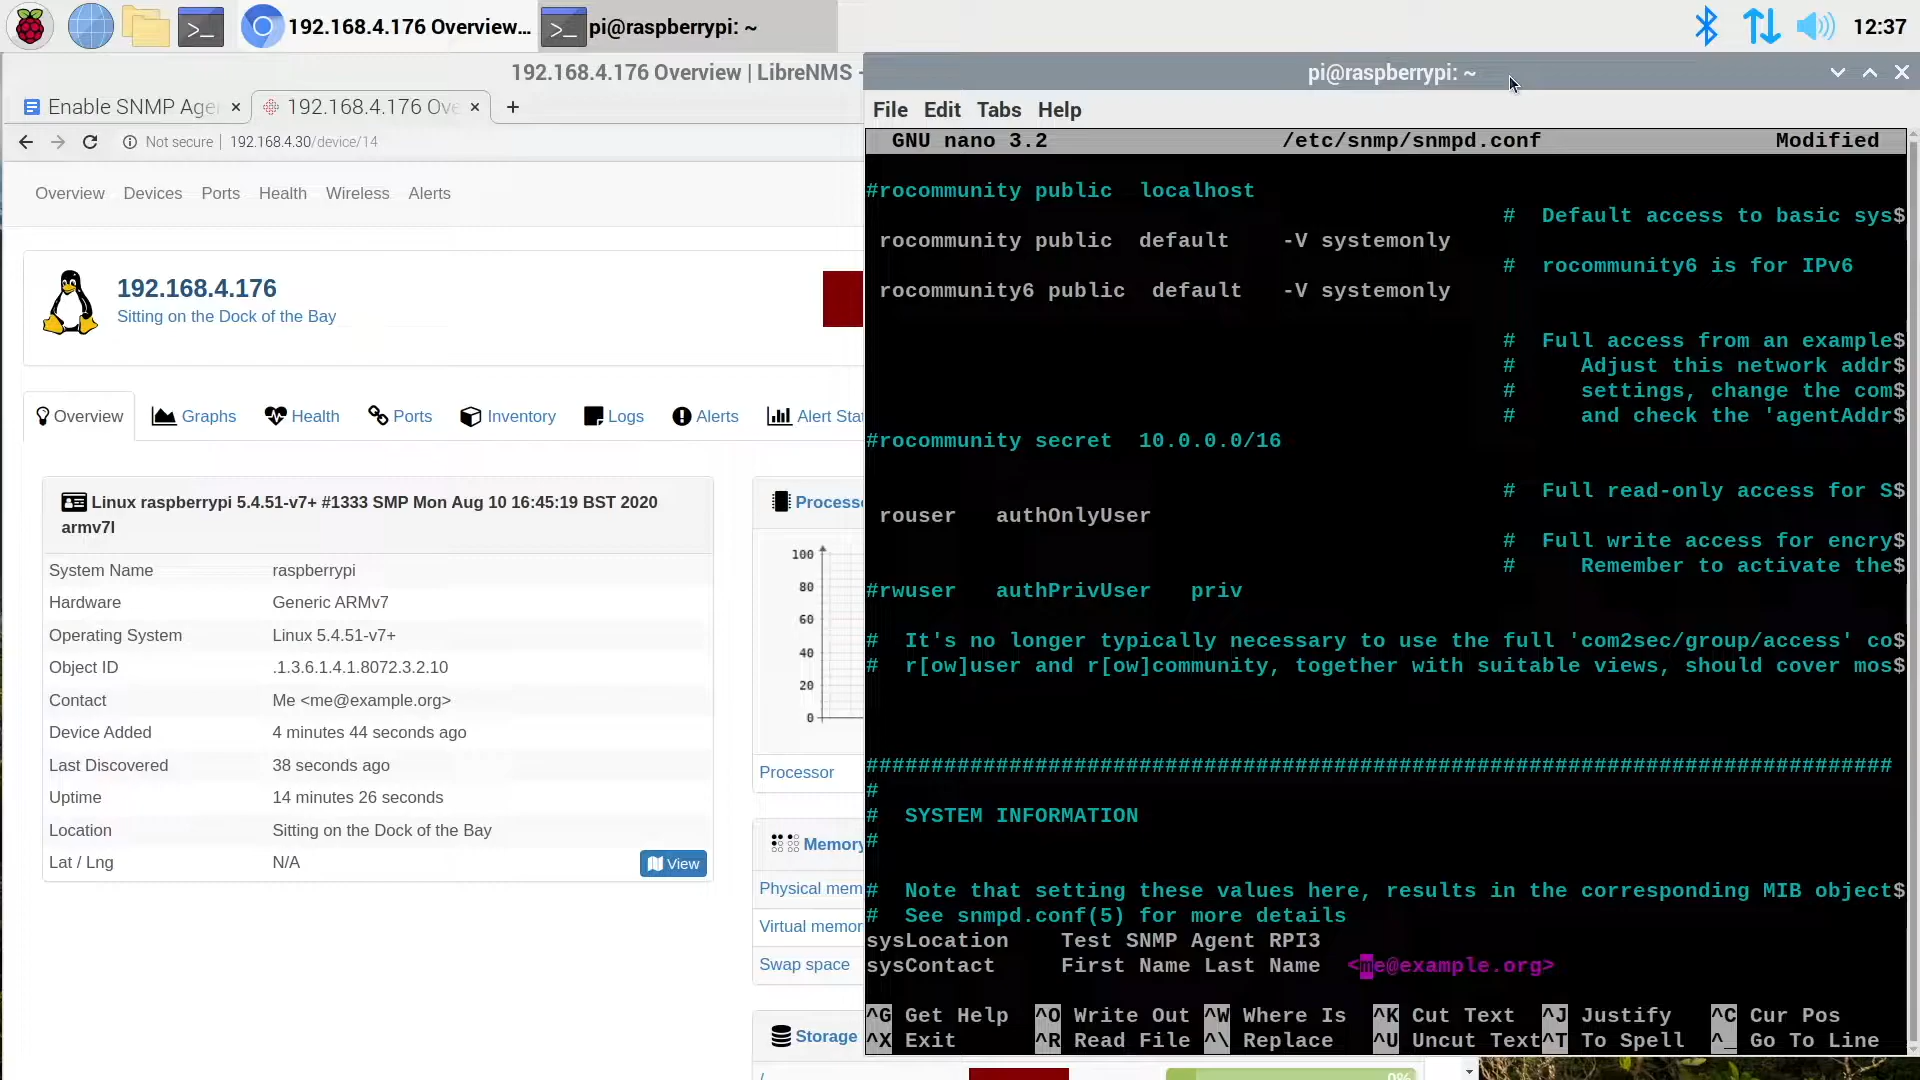 192.168.4.176 Overview...
pi@raspberrypi: ~
12:37
192.168.4.176 Overview | LibreNMS -
Enable SNMP Age
192.168.4.176 Ove
Not secure
192.168.4.30/device/14
Overview Devices Ports Health Wireless Alerts
192.168.4.176
Sitting on the Dock of the Bay
Overview Graphs Health Ports Inventory Logs Alerts Alert Stat
Linux raspberrypi 5.4.51-v7+ #1333 SMP Mon Aug 10 16:45:19 BST 2020
armv7l
System Name raspberrypi
Hardware Generic ARMv7
Operating System Linux 5.4.51-v7+
Object ID .1.3.6.1.4.1.8072.3.2.10
Contact Me <me@example.org>
Device Added 4 minutes 44 seconds ago
Last Discovered 38 seconds ago
Uptime 14 minutes 26 seconds
Location Sitting on the Dock of the Bay
Lat / Lng N/A View
Processo
100
80
60
40
20
0
Processor
Memory
Physical mem
Virtual memor
Swap space
Storage
/
0%
pi@raspberrypi: ~
File Edit Tabs Help
GNU nano 3.2 /etc/snmp/snmpd.conf Modified
#rocommunity public  localhost
#  Default access to basic sys$
rocommunity public  default    -V systemonly
#  rocommunity6 is for IPv6
rocommunity6 public  default   -V systemonly
#  Full access from an example$
#     Adjust this network addr$
#     settings, change the com$
#     and check the 'agentAddr$
#rocommunity secret  10.0.0.0/16
#  Full read-only access for S$
rouser   authOnlyUser
#  Full write access for encry$
#     Remember to activate the$
#rwuser   authPrivUser   priv
#  It's no longer typically necessary to use the full 'com2sec/group/access' co$
#  r[ow]user and r[ow]community, together with suitable views, should cover mos$
###############################################################################
#
#  SYSTEM INFORMATION
#
#  Note that setting these values here, results in the corresponding MIB object$
#  See snmpd.conf(5) for more details
sysLocation    Test SNMP Agent RPI3
sysContact     First Name Last Name  <me@example.org>
^G Get Help ^O Write Out ^W Where Is ^K Cut Text ^J Justify ^C Cur Pos
^X Exit ^R Read File ^\ Replace ^U Uncut Text ^T To Spell ^_ Go To Line